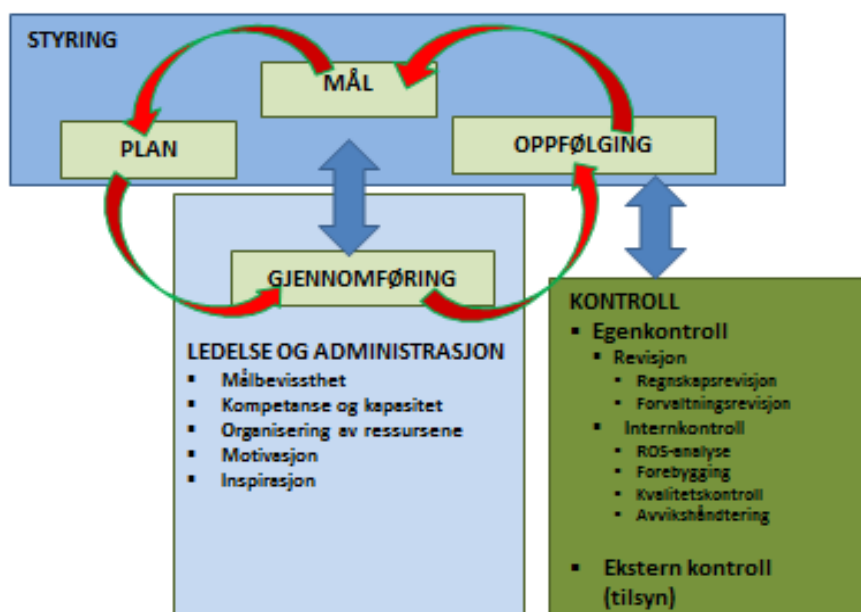 STYRING
MÅL
PLAN
OPPFØLGING
GJENNOMFØRING
LEDELSE OG ADMINISTRASJON
▪ Målbevissthet
▪ Kompetanse og kapasitet
▪ Organisering av ressursene
▪ Motivasjon
▪ Inspirasjon
KONTROLL
▪ Egenkontroll
▪ Revisjon
▪ Regnskapsrevisjon
▪ Forvaltningsrevisjon
▪ Internkontroll
▪ ROS-analyse
▪ Forebygging
▪ Kvalitetskontroll
▪ Avvikshåndtering
▪ Ekstern kontroll
(tilsyn)